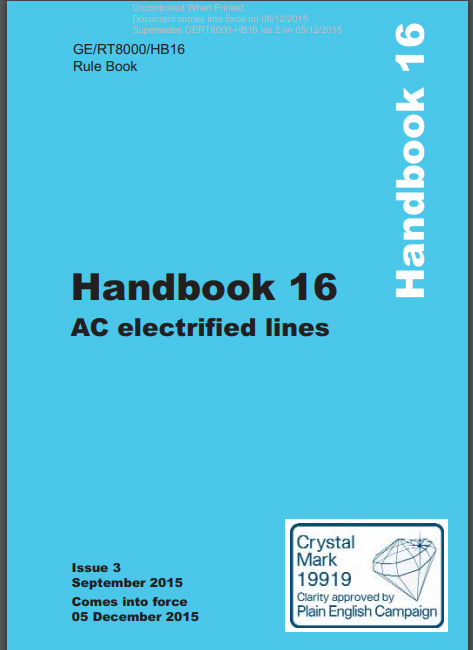 Uncontrolled When Printed
Document comes into force on 05/12/2015
Supersedes GERT8000-HB16 Iss 2 on 05/12/2015
GE/RT8000/HB16
Rule Book
Handbook 16
Handbook 16
AC electrified lines
Issue 3
September 2015
Comes into force
05 December 2015
Crystal
Mark
19919
Clarity approved by
Plain English Campaign